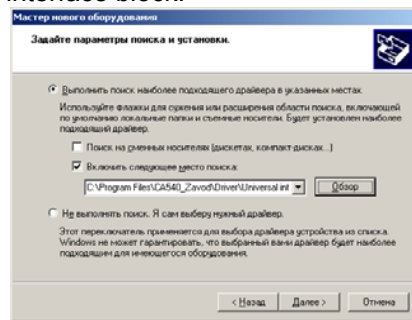 Мастер нового оборудования
Задайте параметры поиска и установки.
Выполнить поиск наиболее подходящего драйвера в указанных местах.
Используйте флажки для сужения или расширения области поиска, включающей
по умолчанию локальные папки и съемные носители. Будет установлен наиболее
подходящий драйвер.
Поиск на сменных носителях (дискетах, компакт-дисках...)
Включить следующее место поиска:
C:\Program Files\CA540_Zavod\Driver\Universal int
Обзор
Не выполнять поиск. Я сам выберу нужный драйвер.
Этот переключатель применяется для выбора драйвера устройства из списка.
Windows не может гарантировать, что выбранный вами драйвер будет наиболее
подходящим для имеющегося оборудования.
< Назад Далее > Отмена